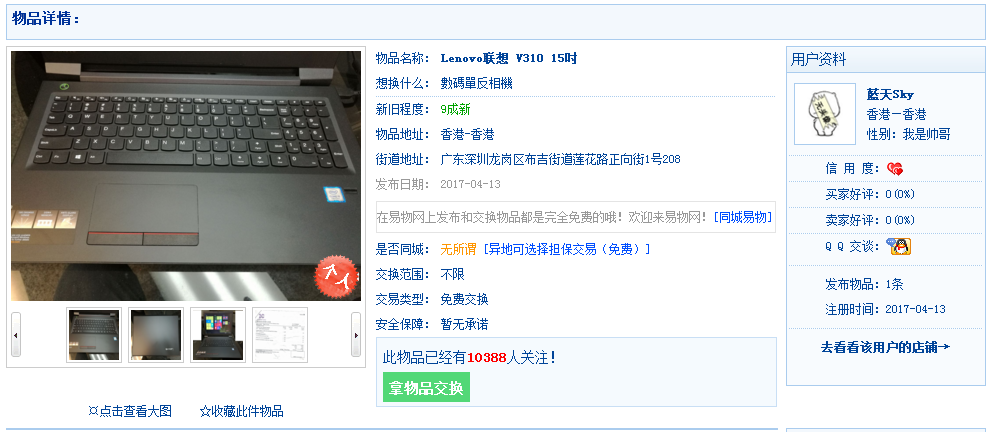 物品详情：
个人
¤点击查看大图 ☆收藏此件物品
物品名称： Lenovo联想 V310 15吋
想换什么： 數碼單反相機
新旧程度： 9成新
物品地址： 香港-香港
街道地址： 广东深圳龙岗区布吉街道莲花路正向街1号208
发布日期： 2017-04-13
在易物网上发布和交换物品都是完全免费的哦！欢迎来易物网！[同城易物]
是否同城： 无所谓 [异地可选择担保交易（免费）]
交换范围： 不限
交易类型： 免费交换
安全保障： 暂无承诺
此物品已经有10388人关注！
拿物品交换
用户资料
藍天Sky
香港－香港
性别：我是帅哥
信 用 度：
买家好评：0(0%)
卖家好评：0(0%)
Q Q 交谈：
发布物品：1条
注册时间：2017-04-13
去看看该用户的店铺→